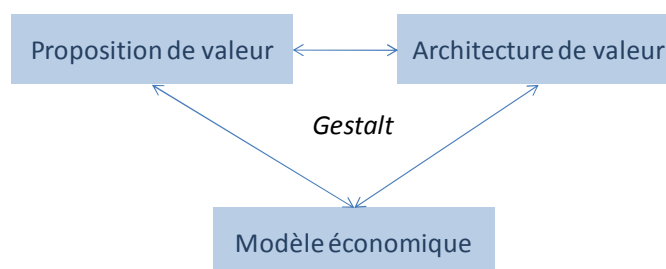 Proposition de valeur
Architecture de valeur
Gestalt
Modèle économique